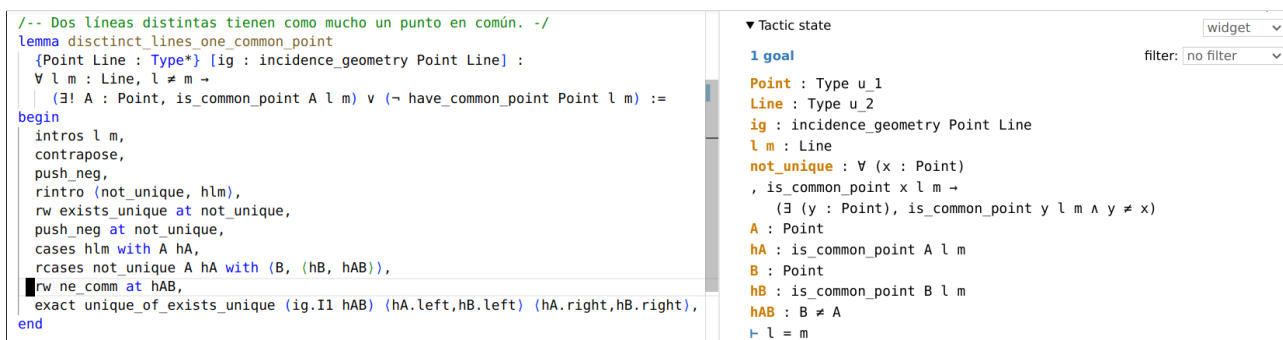 /-- Dos líneas distintas tienen como mucho un punto en común. -/
lemma disctinct_lines_one_common_point
{Point Line : Type*} [ig : incidence_geometry Point Line] :
∀ l m : Line, l ≠ m →
(∃! A : Point, is_common_point A l m) ∨ (¬ have_common_point Point l m) :=
begin
intros l m,
contrapose,
push_neg,
rintro ⟨not_unique, hlm⟩,
rw exists_unique at not_unique,
push_neg at not_unique,
cases hlm with A hA,
rcases not_unique A hA with ⟨B, ⟨hB, hAB⟩⟩,
rw ne_comm at hAB,
exact unique_of_exists_unique (ig.I1 hAB) ⟨hA.left,hB.left⟩ ⟨hA.right,hB.right⟩,
end
▼ Tactic state
widget
1 goal
filter: no filter
Point : Type u_1
Line : Type u_2
ig : incidence_geometry Point Line
l m : Line
not_unique : ∀ (x : Point)
, is_common_point x l m →
(∃ (y : Point), is_common_point y l m ∧ y ≠ x)
A : Point
hA : is_common_point A l m
B : Point
hB : is_common_point B l m
hAB : B ≠ A
⊢ l = m